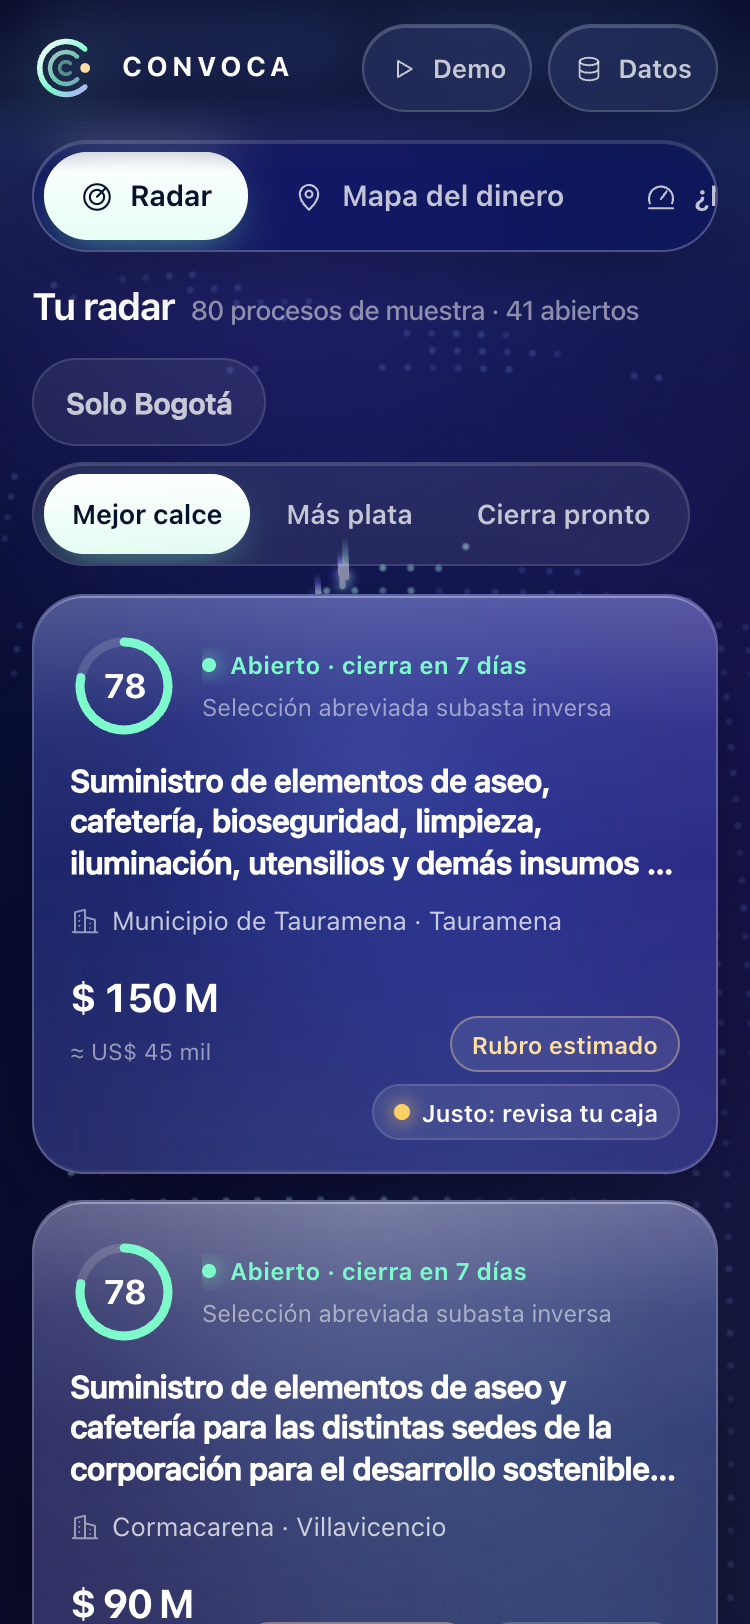 CONVOCA
Demo
Datos
Radar
Mapa del dinero
Tu radar 80 procesos de muestra · 41 abiertos
Solo Bogotá
Mejor calce
Más plata
Cierra pronto
78
Abierto · cierra en 7 días
Selección abreviada subasta inversa
Suministro de elementos de aseo,
cafetería, bioseguridad, limpieza,
iluminación, utensilios y demás insumos ...
Municipio de Tauramena · Tauramena
$ 150 M
≈ US$ 45 mil
Rubro estimado
Justo: revisa tu caja
78
Abierto · cierra en 7 días
Selección abreviada subasta inversa
Suministro de elementos de aseo y
cafetería para las distintas sedes de la
corporación para el desarrollo sostenible...
Cormacarena · Villavicencio
$ 90 M